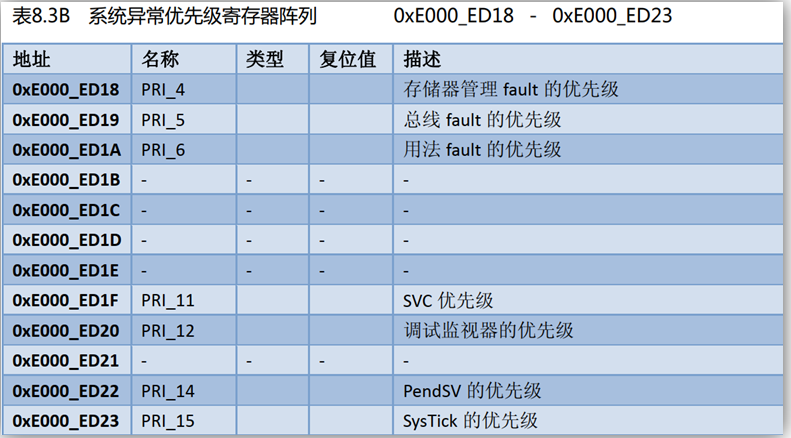 表8.3B 系统异常优先级寄存器阵列 0xE000_ED18 - 0xE000_ED23
地址 名称 类型 复位值 描述
0xE000_ED18 PRI_4 存储器管理 fault 的优先级
0xE000_ED19 PRI_5 总线 fault 的优先级
0xE000_ED1A PRI_6 用法 fault 的优先级
0xE000_ED1B - - - -
0xE000_ED1C - - - -
0xE000_ED1D - - - -
0xE000_ED1E - - - -
0xE000_ED1F PRI_11 SVC 优先级
0xE000_ED20 PRI_12 调试监视器的优先级
0xE000_ED21 - - - -
0xE000_ED22 PRI_14 PendSV 的优先级
0xE000_ED23 PRI_15 SysTick 的优先级